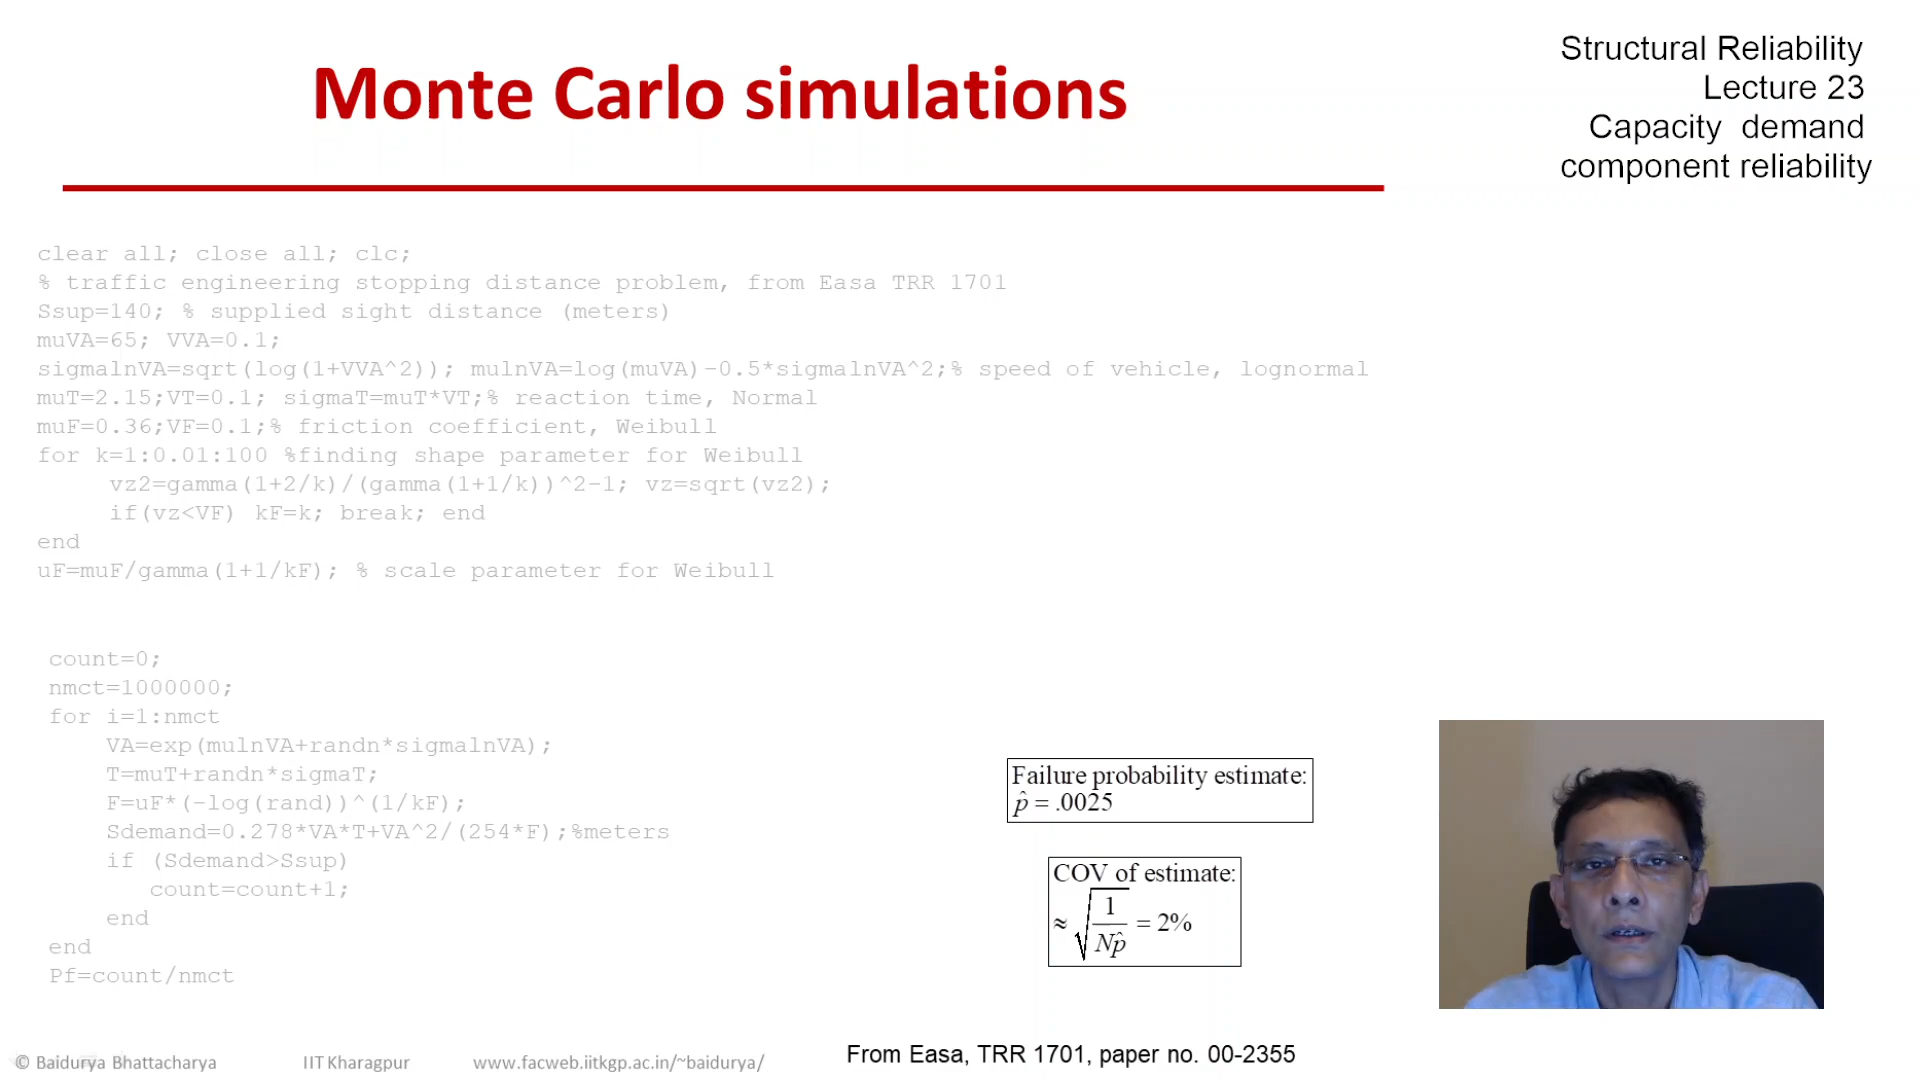 Monte Carlo simulations
Structural Reliability
Lecture 23
Capacity demand
component reliability
clear all; close all; clc;
% traffic engineering stopping distance problem, from Easa TRR 1701
Ssup=140; % supplied sight distance (meters)
muVA=65; VVA=0.1;
sigmalnVA=sqrt(log(1+VVA^2)); mulnVA=log(muVA)-0.5*sigmalnVA^2;% speed of vehicle, lognormal
muT=2.15;VT=0.1; sigmaT=muT*VT;% reaction time, Normal
muF=0.36;VF=0.1;% friction coefficient, Weibull
for k=1:0.01:100 %finding shape parameter for Weibull
vz2=gamma(1+2/k)/(gamma(1+1/k))^2-1; vz=sqrt(vz2);
if(vz<VF) kF=k; break; end
end
uF=muF/gamma(1+1/kF); % scale parameter for Weibull
count=0;
nmct=1000000;
for i=1:nmct
VA=exp(mulnVA+randn*sigmalnVA);
T=muT+randn*sigmaT;
F=uF*(-log(rand))^(1/kF);
Sdemand=0.278*VA*T+VA^2/(254*F);%meters
if (Sdemand>Ssup)
count=count+1;
end
end
Pf=count/nmct
Failure probability estimate:
p̂ = .0025
COV of estimate:
≈ √(1/Np̂) = 2%
© Baidurya Bhattacharya IIT Kharagpur www.facweb.iitkgp.ac.in/~baidurya/
From Easa, TRR 1701, paper no. 00-2355